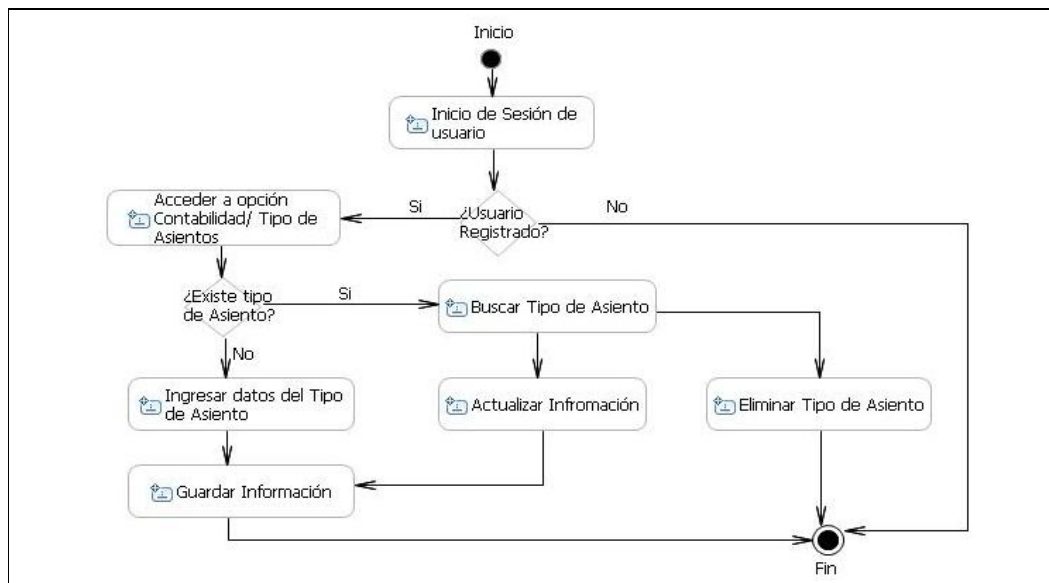 Inicio
Inicio de Sesión de
usuario
Acceder a opción
Contabilidad/ Tipo de
Asientos
Si
¿Usuario
Registrado?
No
¿Existe tipo
de Asiento?
Si
Buscar Tipo de Asiento
No
Ingresar datos del Tipo
de Asiento
Actualizar Infromación
Eliminar Tipo de Asiento
Guardar Información
Fin